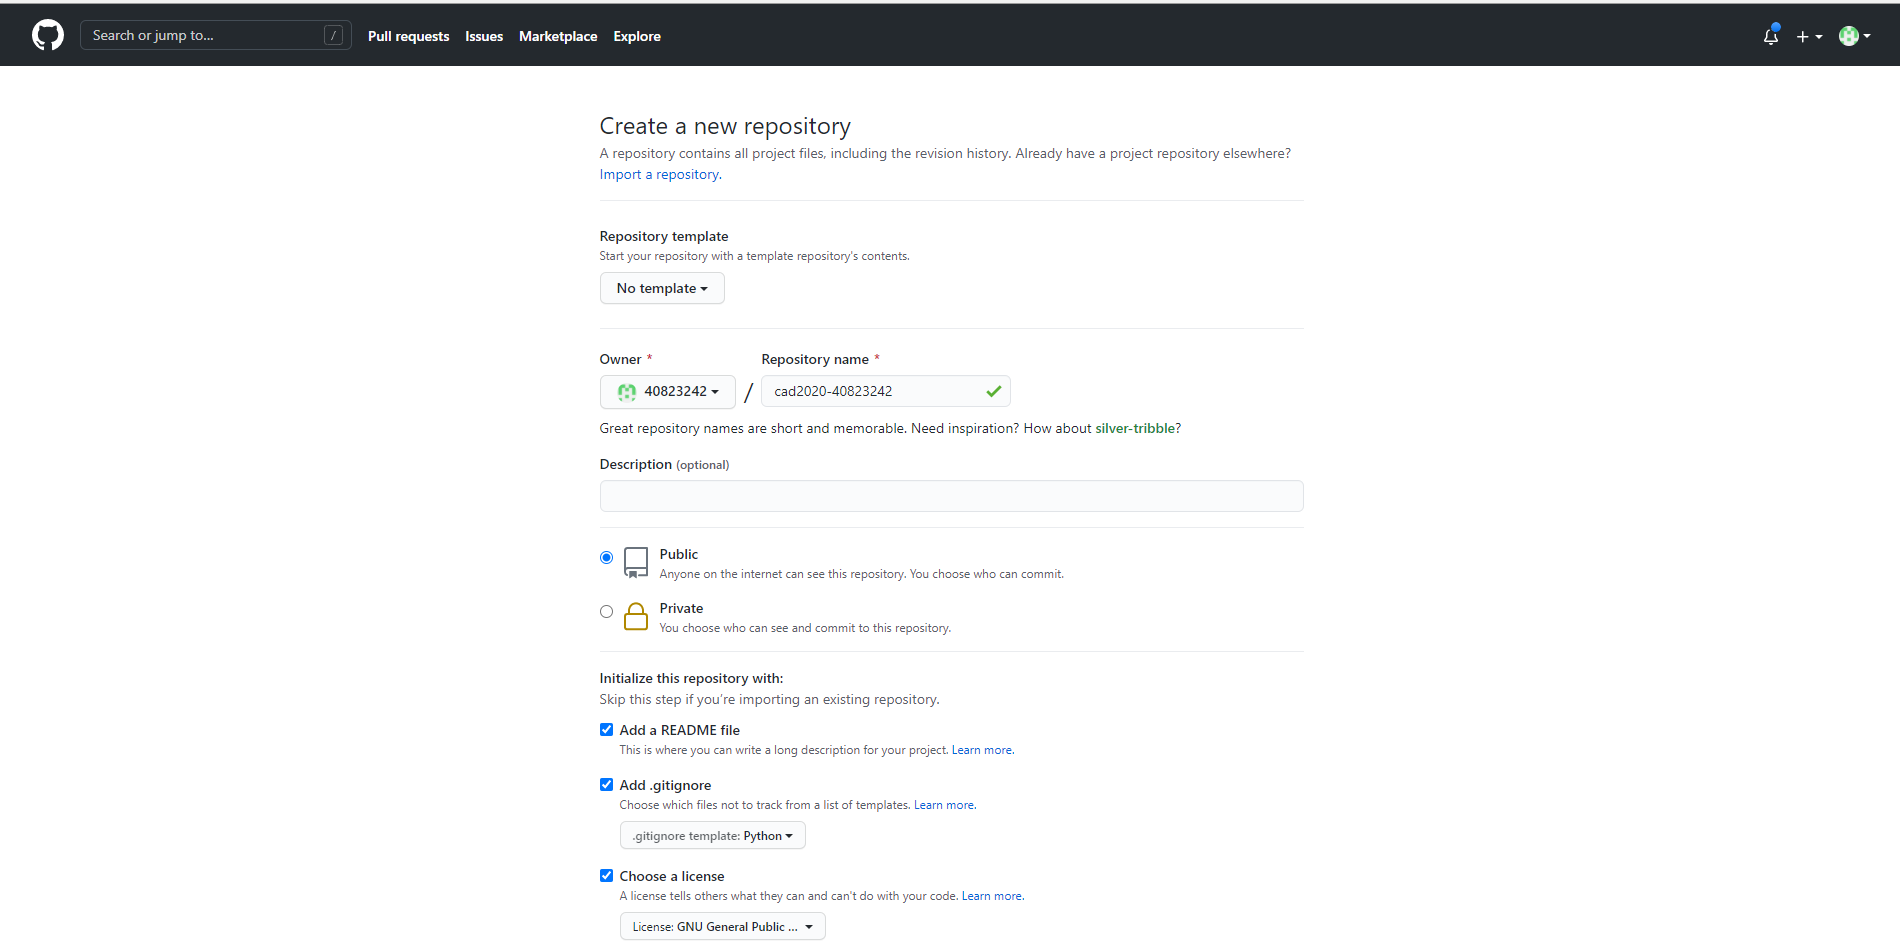 Search or jump to...
/
Pull requests
Issues
Marketplace
Explore
Create a new repository
A repository contains all project files, including the revision history. Already have a project repository elsewhere?
Import a repository.
Repository template
Start your repository with a template repository's contents.
No template
Owner *
Repository name *
40823242
/
cad2020-40823242
Great repository names are short and memorable. Need inspiration? How about silver-tribble?
Description (optional)
Public
Anyone on the internet can see this repository. You choose who can commit.
Private
You choose who can see and commit to this repository.
Initialize this repository with:
Skip this step if you're importing an existing repository.
Add a README file
This is where you can write a long description for your project. Learn more.
Add .gitignore
Choose which files not to track from a list of templates. Learn more.
.gitignore template: Python
Choose a license
A license tells others what they can and can't do with your code. Learn more.
License: GNU General Public ...